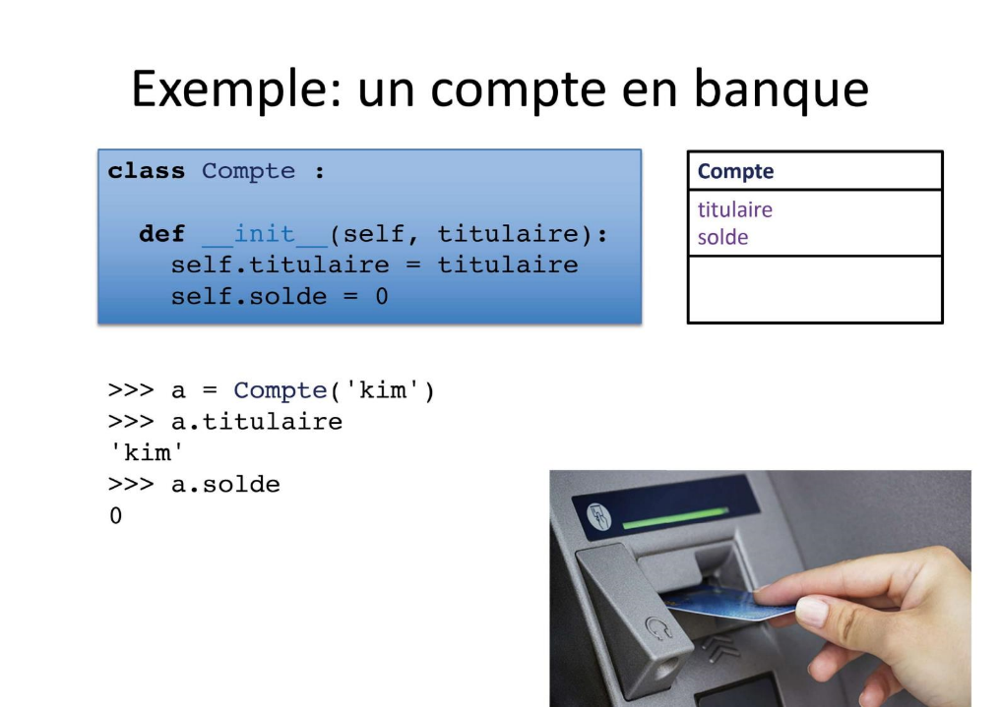 Exemple: un compte en banque
class Compte :
def __init__(self, titulaire):
self.titulaire = titulaire
self.solde = 0
Compte
titulaire
solde
>>> a = Compte('kim')
>>> a.titulaire
'kim'
>>> a.solde
0